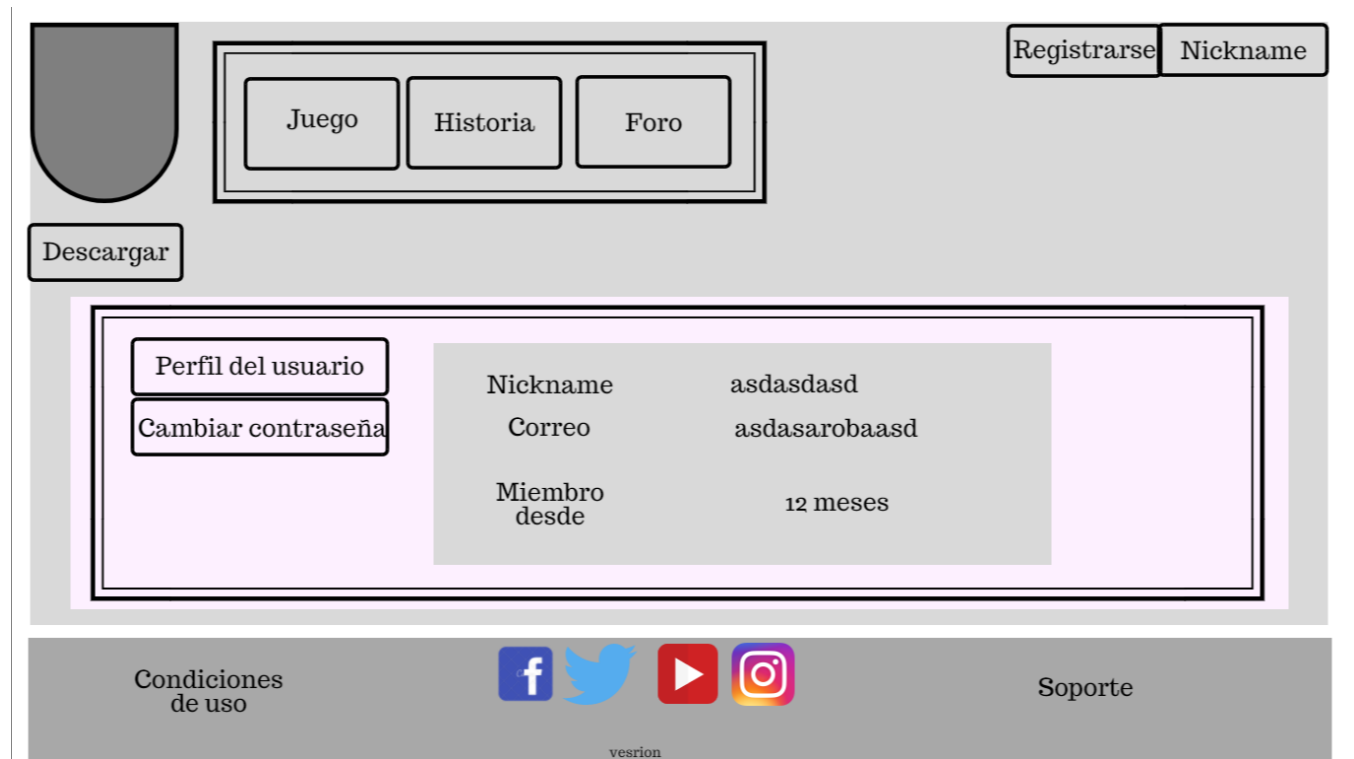 Registrarse
Nickname
Juego
Historia
Foro
Descargar
Perfil del usuario
Cambiar contraseña
Nickname
asdasdasd
Correo
asdasarobaasd
Miembro
desde
12 meses
Condiciones
de uso
Soporte
vesrion